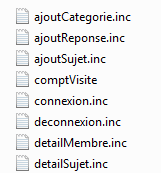 ajoutCategorie.inc
ajoutReponse.inc
ajoutSujet.inc
comptVisite
connexion.inc
deconnexion.inc
detailMembre.inc
detailSujet.inc